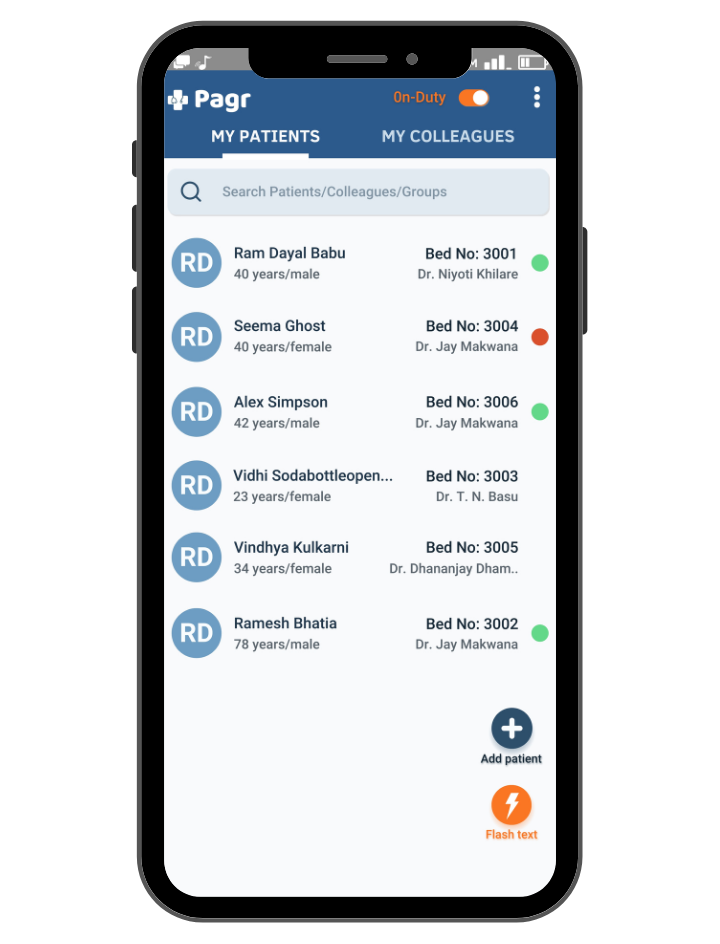 Pagr
0n-Duty
MY PATIENTS
MY COLLEAGUES
Search Patients/Colleagues/Groups
RD
Ram Dayal Babu
40 years/male
Bed No: 3001
Dr. Niyoti Khilare
RD
Seema Ghost
40 years/female
Bed No: 3004
Dr. Jay Makwana
RD
Alex Simpson
42 years/male
Bed No: 3006
Dr. Jay Makwana
RD
Vidhi Sodabottleopen...
23 years/female
Bed No: 3003
Dr. T. N. Basu
RD
Vindhya Kulkarni
34 years/female
Bed No: 3005
Dr. Dhananjay Dham..
RD
Ramesh Bhatia
78 years/male
Bed No: 3002
Dr. Jay Makwana
Add patient
Flash text